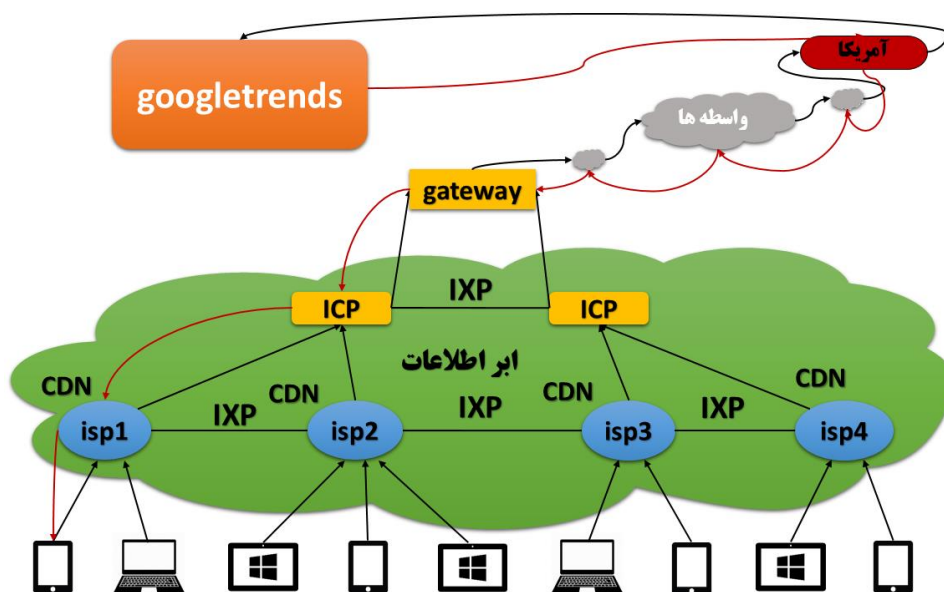 آمریکا
googletrends
واسطه ها
gateway
IXP
ICP
ICP
ابر اطلاعات
CDN
CDN
CDN
CDN
IXP
IXP
IXP
isp1
isp2
isp3
isp4